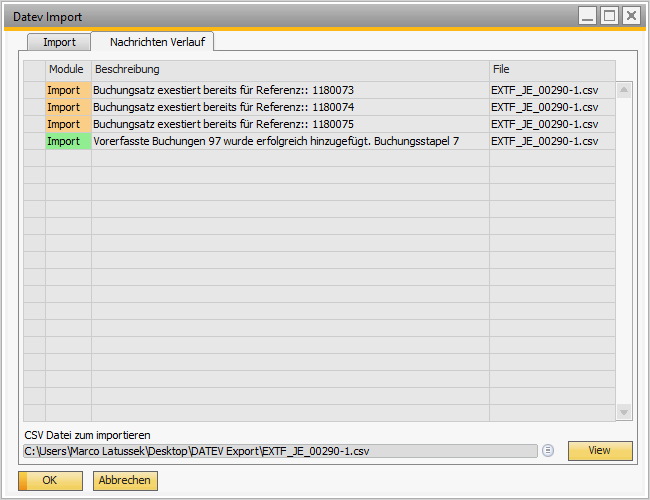 Datev Import
Import Nachrichten Verlauf
Module Beschreibung File
Import Buchungsatz exestiert bereits für Referenz:: 1180073 EXTF_JE_00290-1.csv
Import Buchungsatz exestiert bereits für Referenz:: 1180074 EXTF_JE_00290-1.csv
Import Buchungsatz exestiert bereits für Referenz:: 1180075 EXTF_JE_00290-1.csv
Import Vorerfasste Buchungen 97 wurde erfolgreich hinzugefügt. Buchungsstapel 7 EXTF_JE_00290-1.csv
CSV Datei zum importieren
C:\Users\Marco Latussek\Desktop\DATEV Export\EXTF_JE_00290-1.csv View
OK Abbrechen